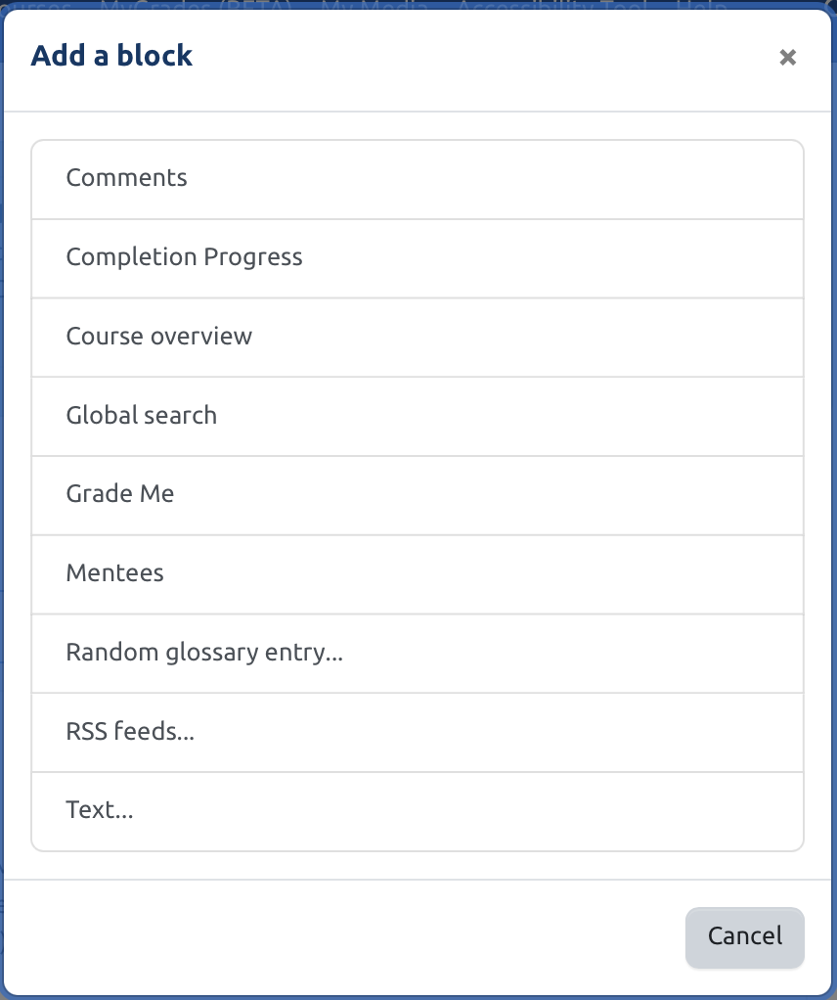 MyGrades (BETA) My Media Accessibility Tool Help
Add a block
×
Comments
Completion Progress
Course overview
Global search
Grade Me
Mentees
Random glossary entry...
RSS feeds...
Text...
Cancel